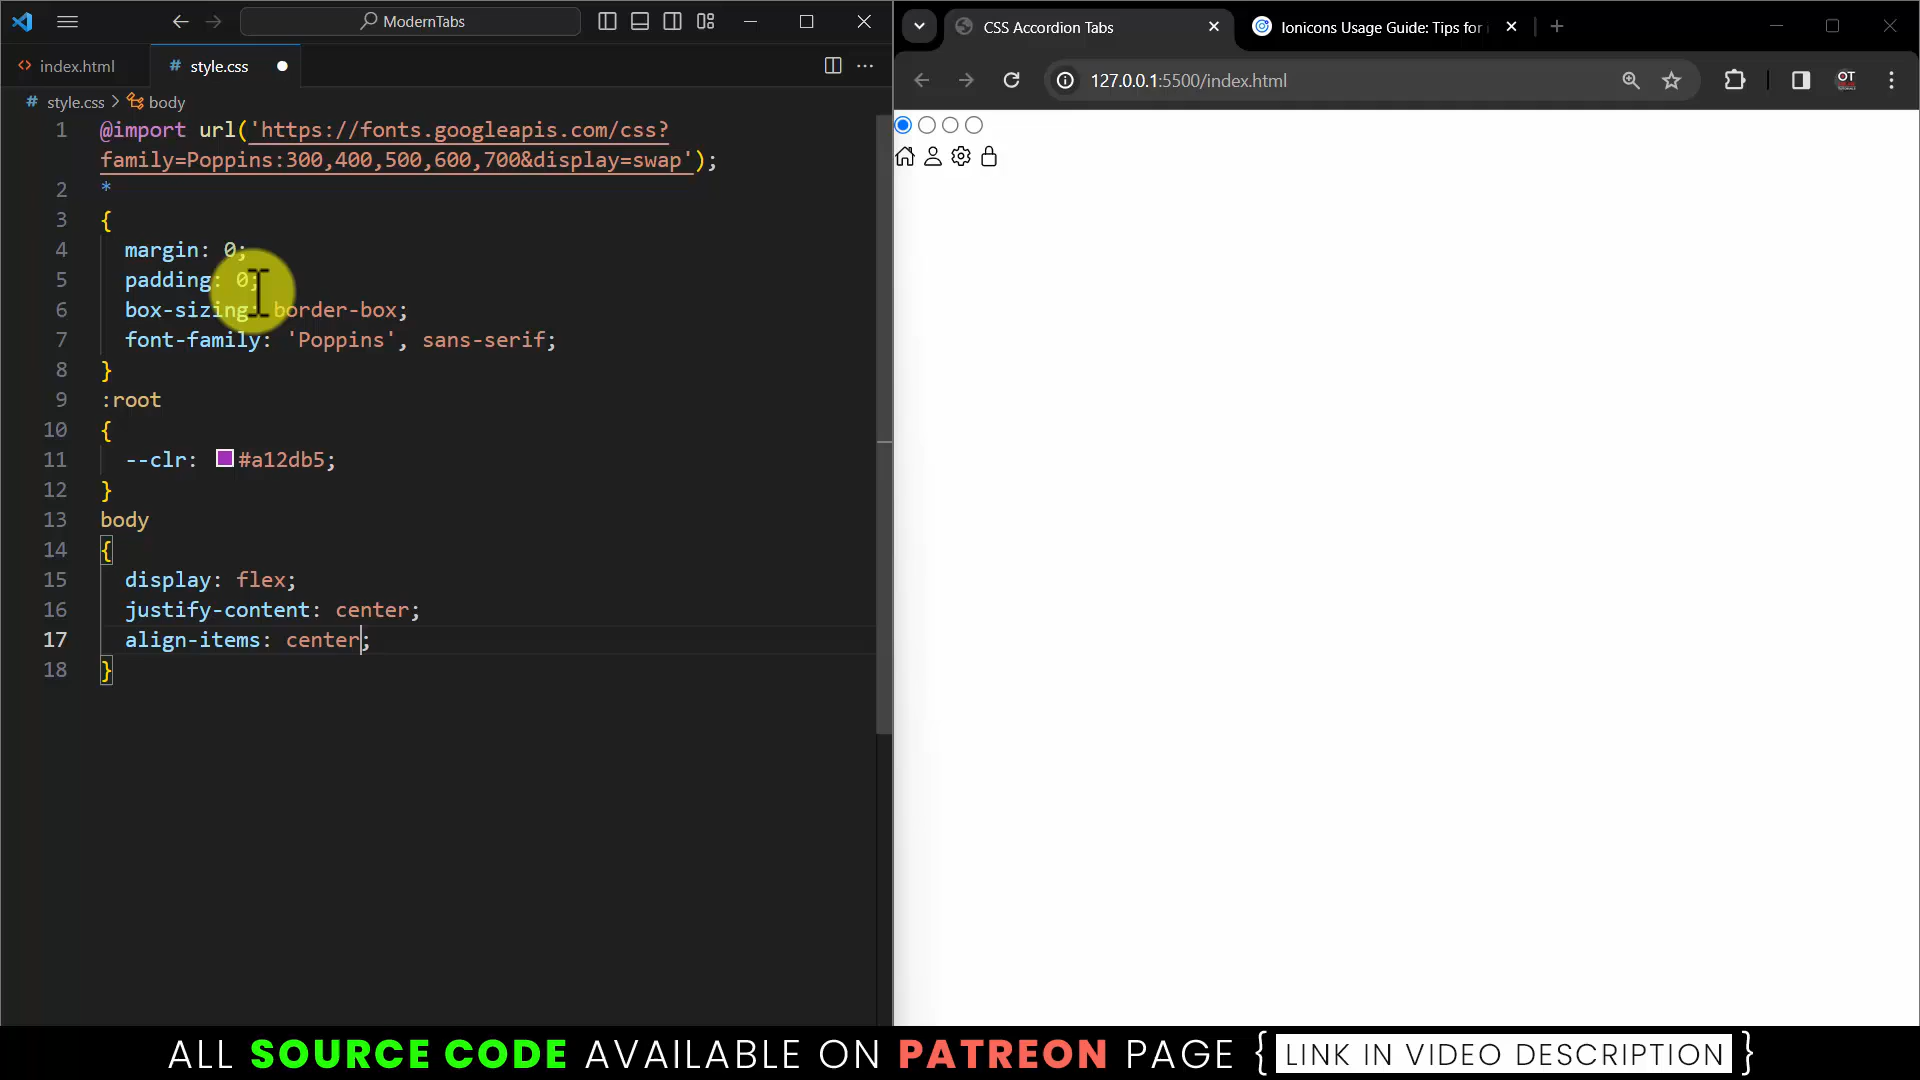 ModernTabs
index.html
# style.css
# style.css > body
1 @import url('https://fonts.googleapis.com/css?
family=Poppins:300,400,500,600,700&display=swap');
2 *
3 {
4 margin: 0;
5 padding: 0;
6 box-sizing: border-box;
7 font-family: 'Poppins', sans-serif;
8 }
9 :root
10 {
11 --clr: #a12db5;
12 }
13 body
14 {
15 display: flex;
16 justify-content: center;
17 align-items: center;
18 }
CSS Accordion Tabs
Ionicons Usage Guide: Tips for
127.0.0.1:5500/index.html
OT
ALL SOURCE CODE AVAILABLE ON PATREON PAGE { LINK IN VIDEO DESCRIPTION }